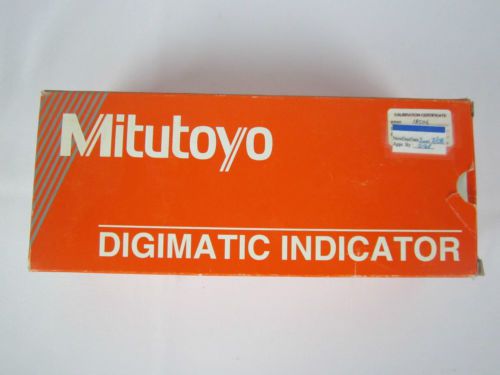 Mitutoyo
CALIBRATION CERTIFICATE
DIGIMATIC INDICATOR